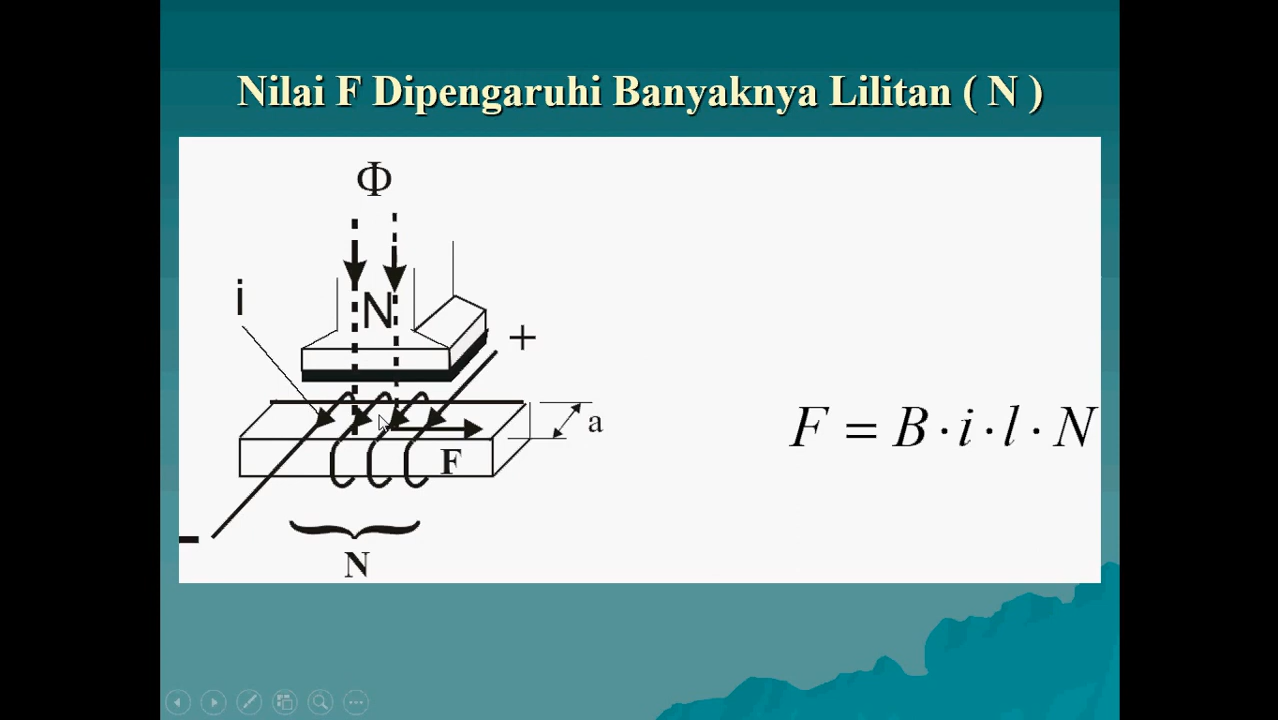 Nilai F Dipengaruhi Banyaknya Lilitan ( N )
Φ
i
N
+
a
F = B · i · l · N
F
-
N